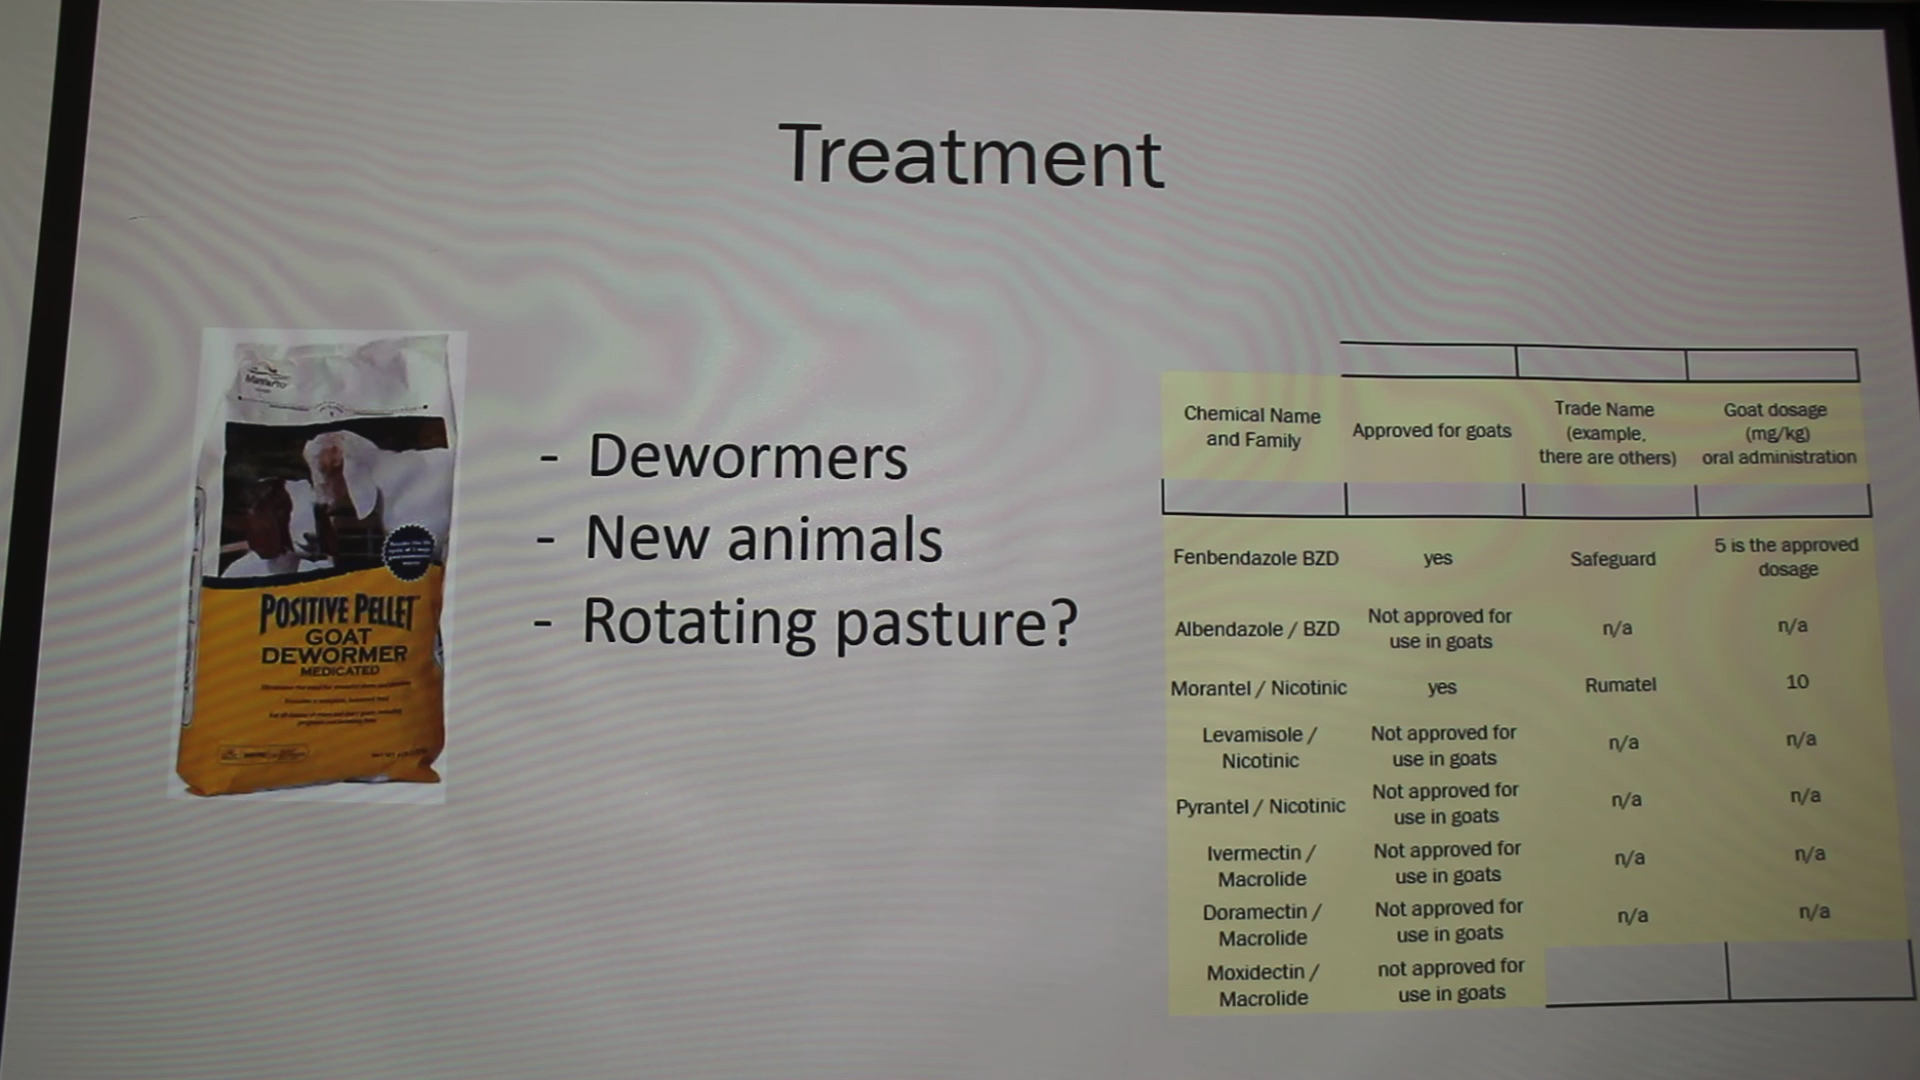 Treatment
MannaPro
POSITIVE PELLET
GOAT
DEWORMER
MEDICATED
- Dewormers
- New animals
- Rotating pasture?
Chemical Name
and Family
Approved for goats
Trade Name
(example,
there are others)
Goat dosage
(mg/kg)
oral administration
Fenbendazole BZD
yes
Safeguard
5 is the approved
dosage
Albendazole / BZD
Not approved for
use in goats
n/a
n/a
Morantel / Nicotinic
yes
Rumatel
10
Levamisole /
Nicotinic
Not approved for
use in goats
n/a
n/a
Pyrantel / Nicotinic
Not approved for
use in goats
n/a
n/a
Ivermectin /
Macrolide
Not approved for
use in goats
n/a
n/a
Doramectin /
Macrolide
Not approved for
use in goats
n/a
n/a
Moxidectin /
Macrolide
not approved for
use in goats